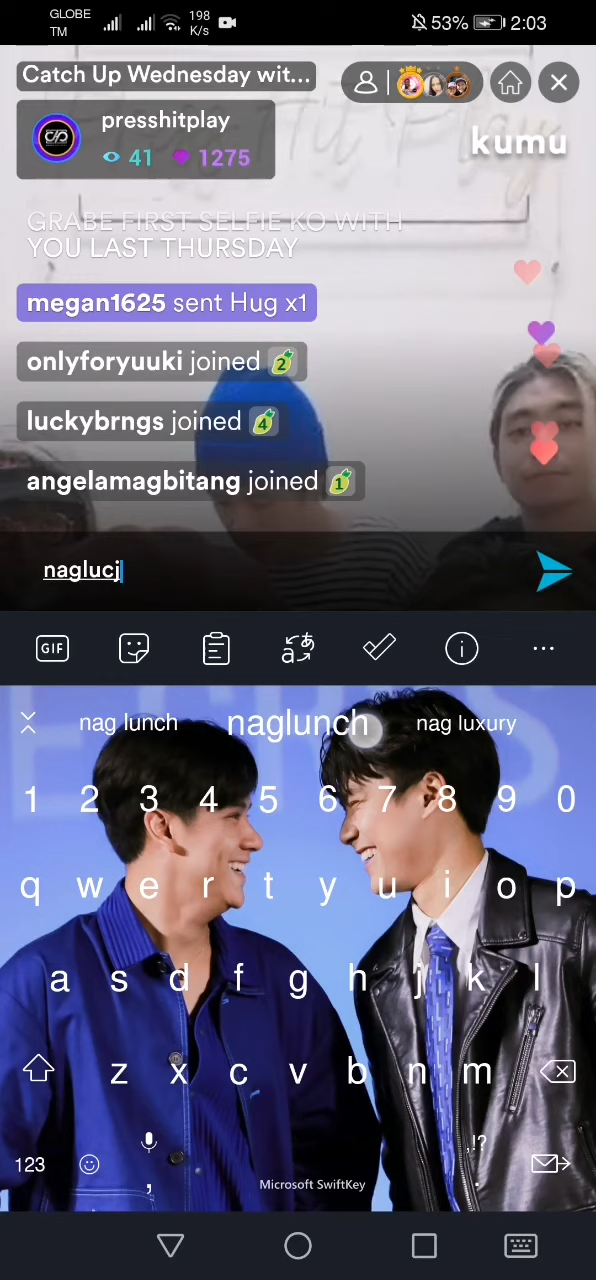 GLOBE
TM
198
K/s
53%
2:03
Catch Up Wednesday wit...
presshitplay
41
1275
kumu
GRABE FIRST SELFIE KO WITH
YOU LAST THURSDAY
megan1625 sent Hug x1
onlyforyuuki joined 2
luckybrngs joined 4
angelamagbitang joined 1
naglucj
GIF
nag lunch naglunch nag luxury
1 2 3 4 5 6 7 8 9 0
q w e r t y u i o p
a s d f g h j k l
z x c v b n m
123
,
,!?
.
Microsoft SwiftKey